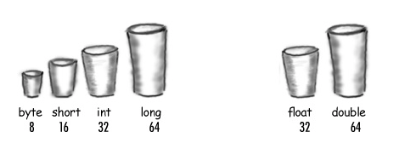 byte short int long float double
8 16 32 64 32 64